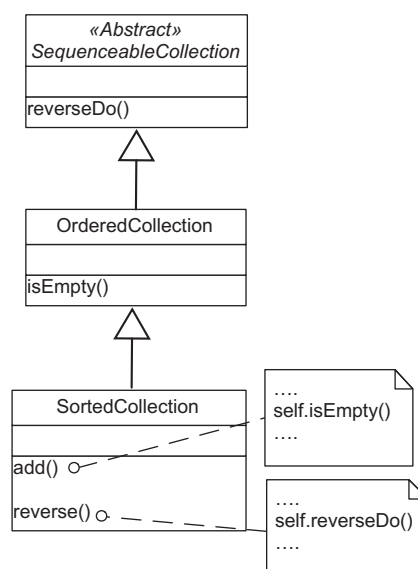 «Abstract»
SequenceableCollection
reverseDo()
OrderedCollection
isEmpty()
SortedCollection
add()
reverse()
....
self.isEmpty()
....
....
self.reverseDo()
....